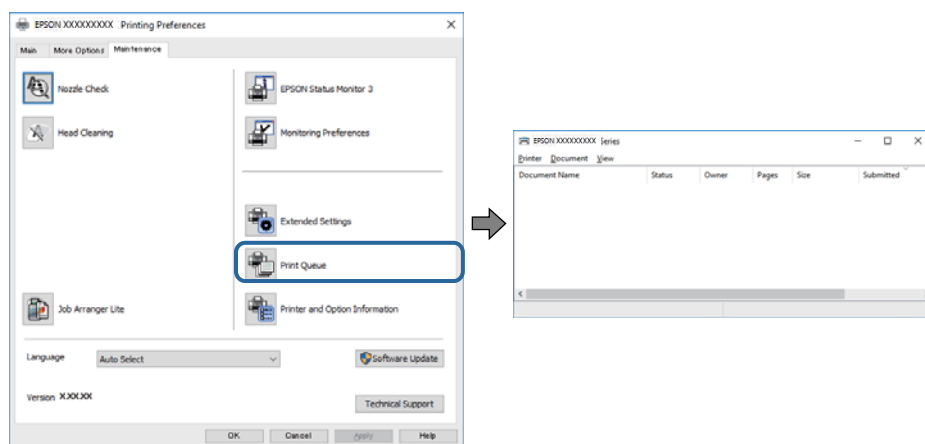 EPSON XXXXXXXXX Printing Preferences
Main More Options Maintenance
Nozzle Check
EPSON Status Monitor 3
Head Cleaning
Monitoring Preferences
Extended Settings
Print Queue
Job Arranger Lite
Printer and Option Information
Language Auto Select
Software Update
Version X.XX.XX
Technical Support
OK Cancel Apply Help
EPSON XXXXXXXXX Series
Printer Document View
Document Name Status Owner Pages Size Submitted